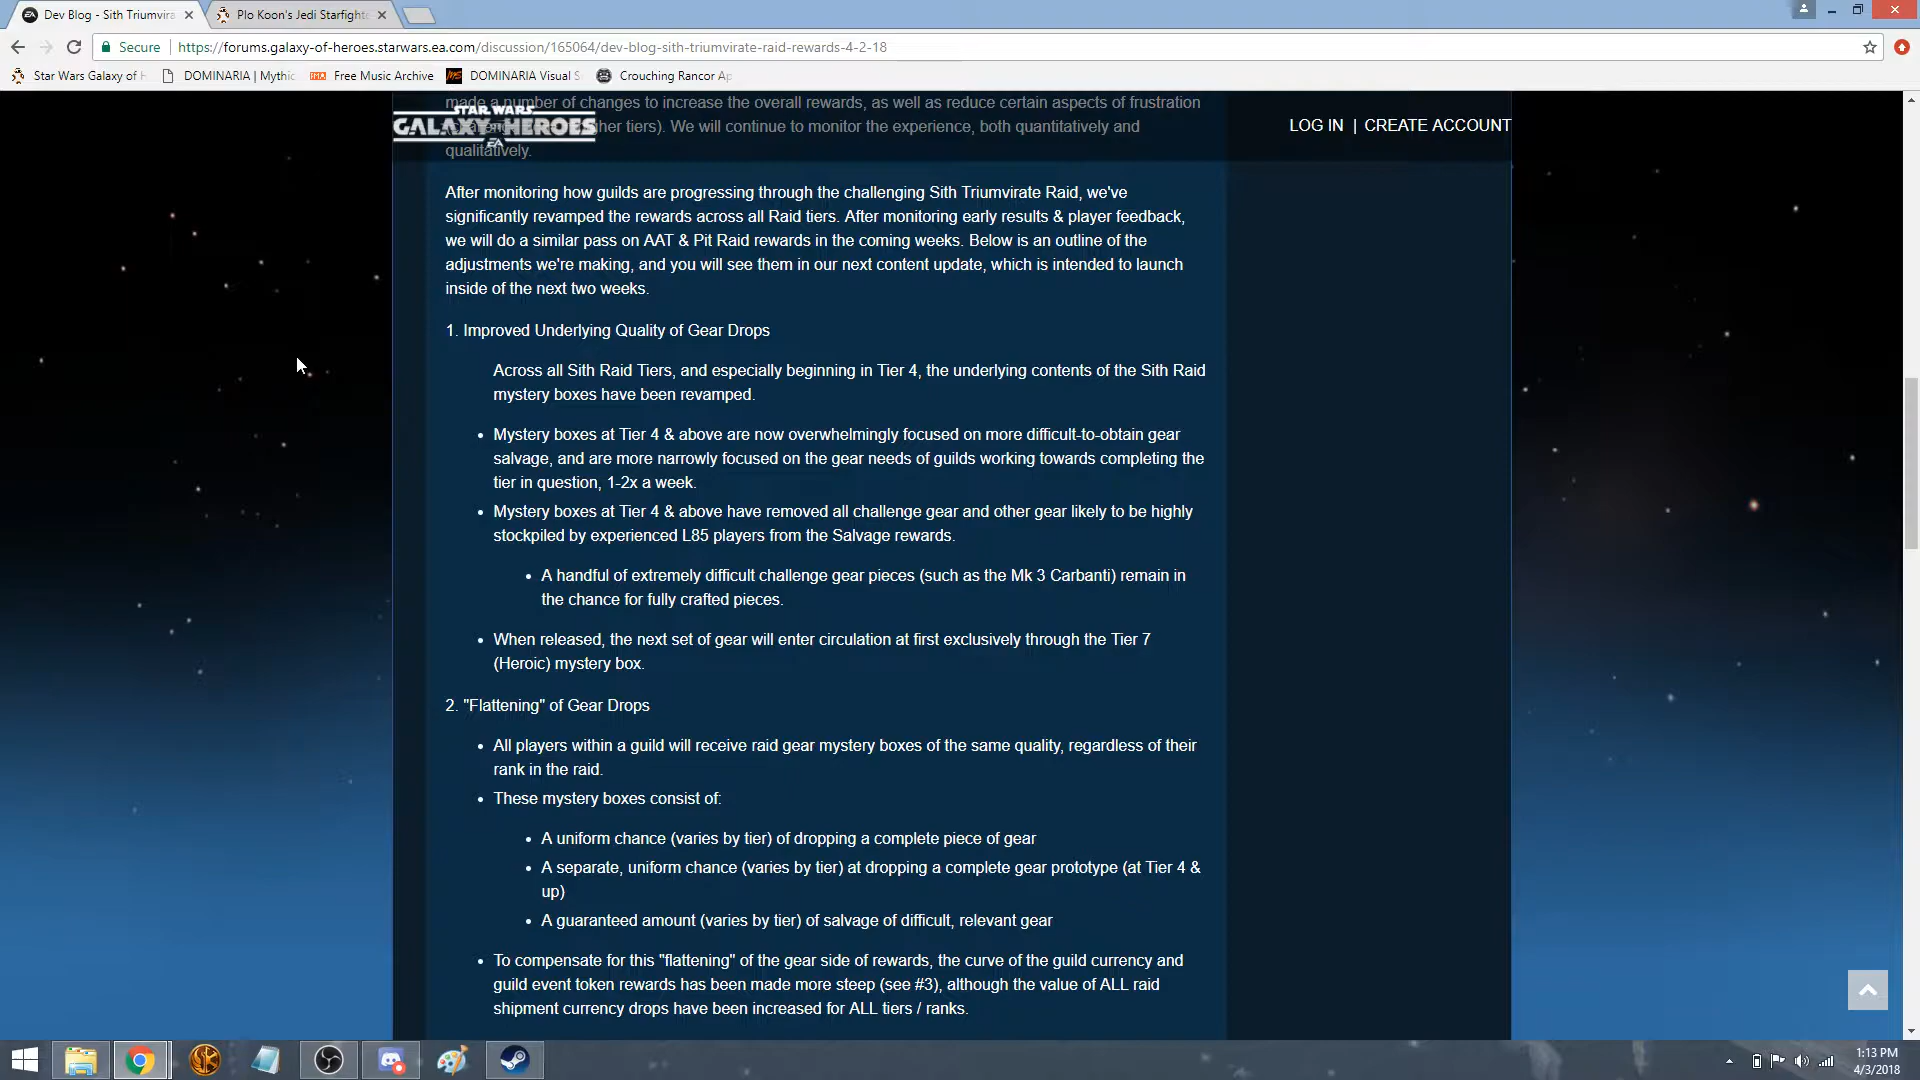 Dev Blog - Sith Triumvira
Plo Koon's Jedi Starfighte
Secure
https://forums.galaxy-of-heroes.starwars.ea.com/discussion/165064/dev-blog-sith-triumvirate-raid-rewards-4-2-18
Star Wars Galaxy of H
DOMINARIA | Mythic
Free Music Archive
DOMINARIA Visual S
Crouching Rancor Ap
made a number of changes to increase the overall rewards, as well as reduce certain aspects of frustration
STAR WARS
GALAXY HEROES
EA
her tiers). We will continue to monitor the experience, both quantitatively and
qualitatively.
LOG IN | CREATE ACCOUNT
After monitoring how guilds are progressing through the challenging Sith Triumvirate Raid, we've
significantly revamped the rewards across all Raid tiers. After monitoring early results & player feedback,
we will do a similar pass on AAT & Pit Raid rewards in the coming weeks. Below is an outline of the
adjustments we're making, and you will see them in our next content update, which is intended to launch
inside of the next two weeks.
1. Improved Underlying Quality of Gear Drops
Across all Sith Raid Tiers, and especially beginning in Tier 4, the underlying contents of the Sith Raid
mystery boxes have been revamped.
• Mystery boxes at Tier 4 & above are now overwhelmingly focused on more difficult-to-obtain gear
salvage, and are more narrowly focused on the gear needs of guilds working towards completing the
tier in question, 1-2x a week.
• Mystery boxes at Tier 4 & above have removed all challenge gear and other gear likely to be highly
stockpiled by experienced L85 players from the Salvage rewards.
• A handful of extremely difficult challenge gear pieces (such as the Mk 3 Carbanti) remain in
the chance for fully crafted pieces.
• When released, the next set of gear will enter circulation at first exclusively through the Tier 7
(Heroic) mystery box.
2. "Flattening" of Gear Drops
• All players within a guild will receive raid gear mystery boxes of the same quality, regardless of their
rank in the raid.
• These mystery boxes consist of:
• A uniform chance (varies by tier) of dropping a complete piece of gear
• A separate, uniform chance (varies by tier) at dropping a complete gear prototype (at Tier 4 &
up)
• A guaranteed amount (varies by tier) of salvage of difficult, relevant gear
• To compensate for this "flattening" of the gear side of rewards, the curve of the guild currency and
guild event token rewards has been made more steep (see #3), although the value of ALL raid
shipment currency drops have been increased for ALL tiers / ranks.
1:13 PM
4/3/2018